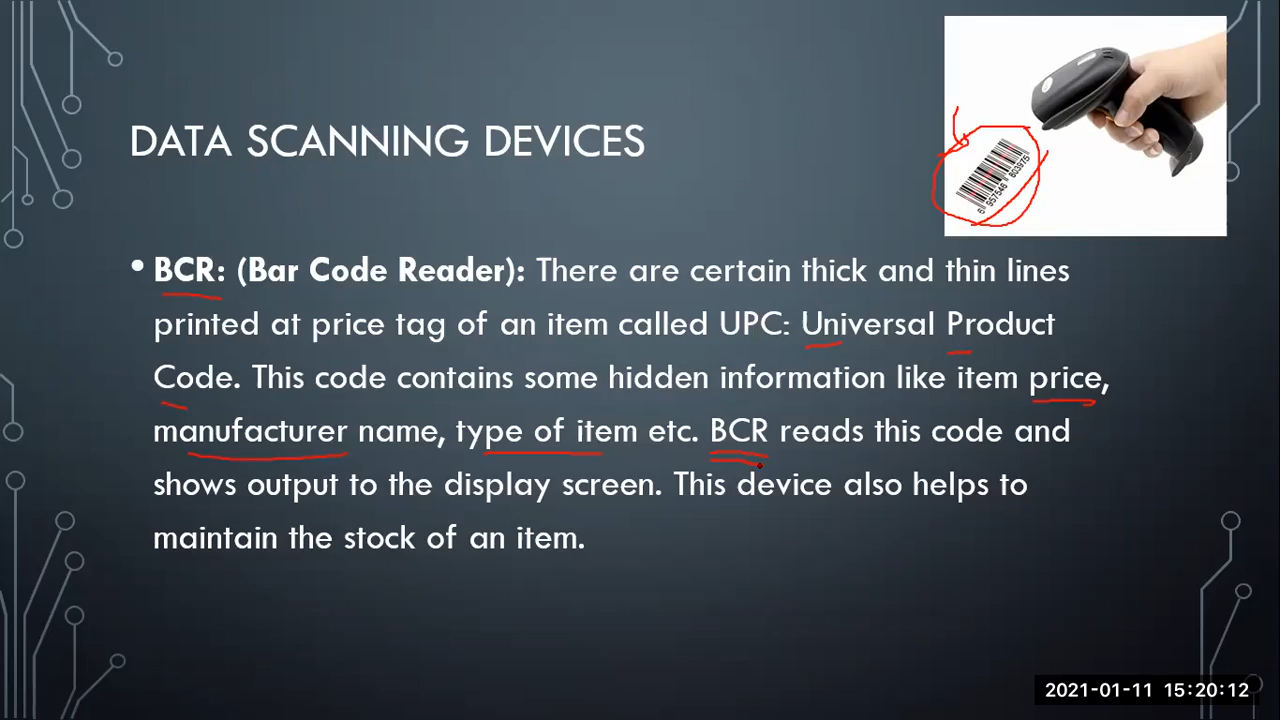 DATA SCANNING DEVICES
6 957546 803975
• BCR: (Bar Code Reader): There are certain thick and thin lines
printed at price tag of an item called UPC: Universal Product
Code. This code contains some hidden information like item price,
manufacturer name, type of item etc. BCR reads this code and
shows output to the display screen. This device also helps to
maintain the stock of an item.
2021-01-11 15:20:12